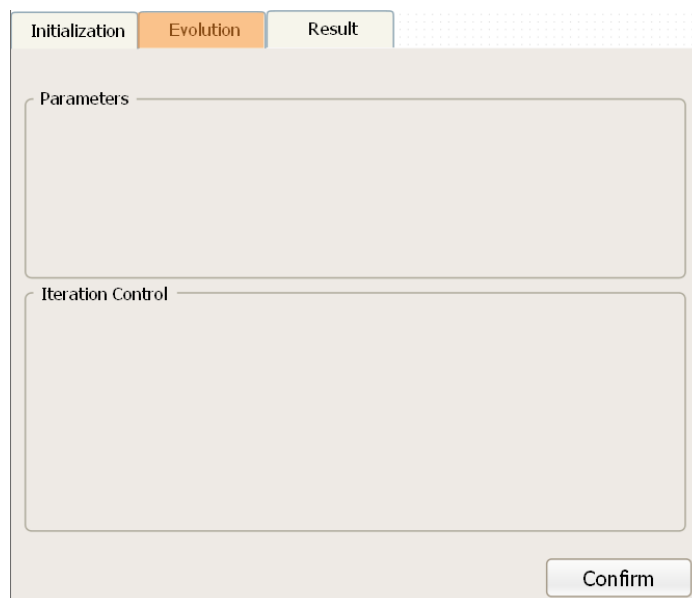 Initialization Evolution Result
Parameters
Iteration Control
Confirm